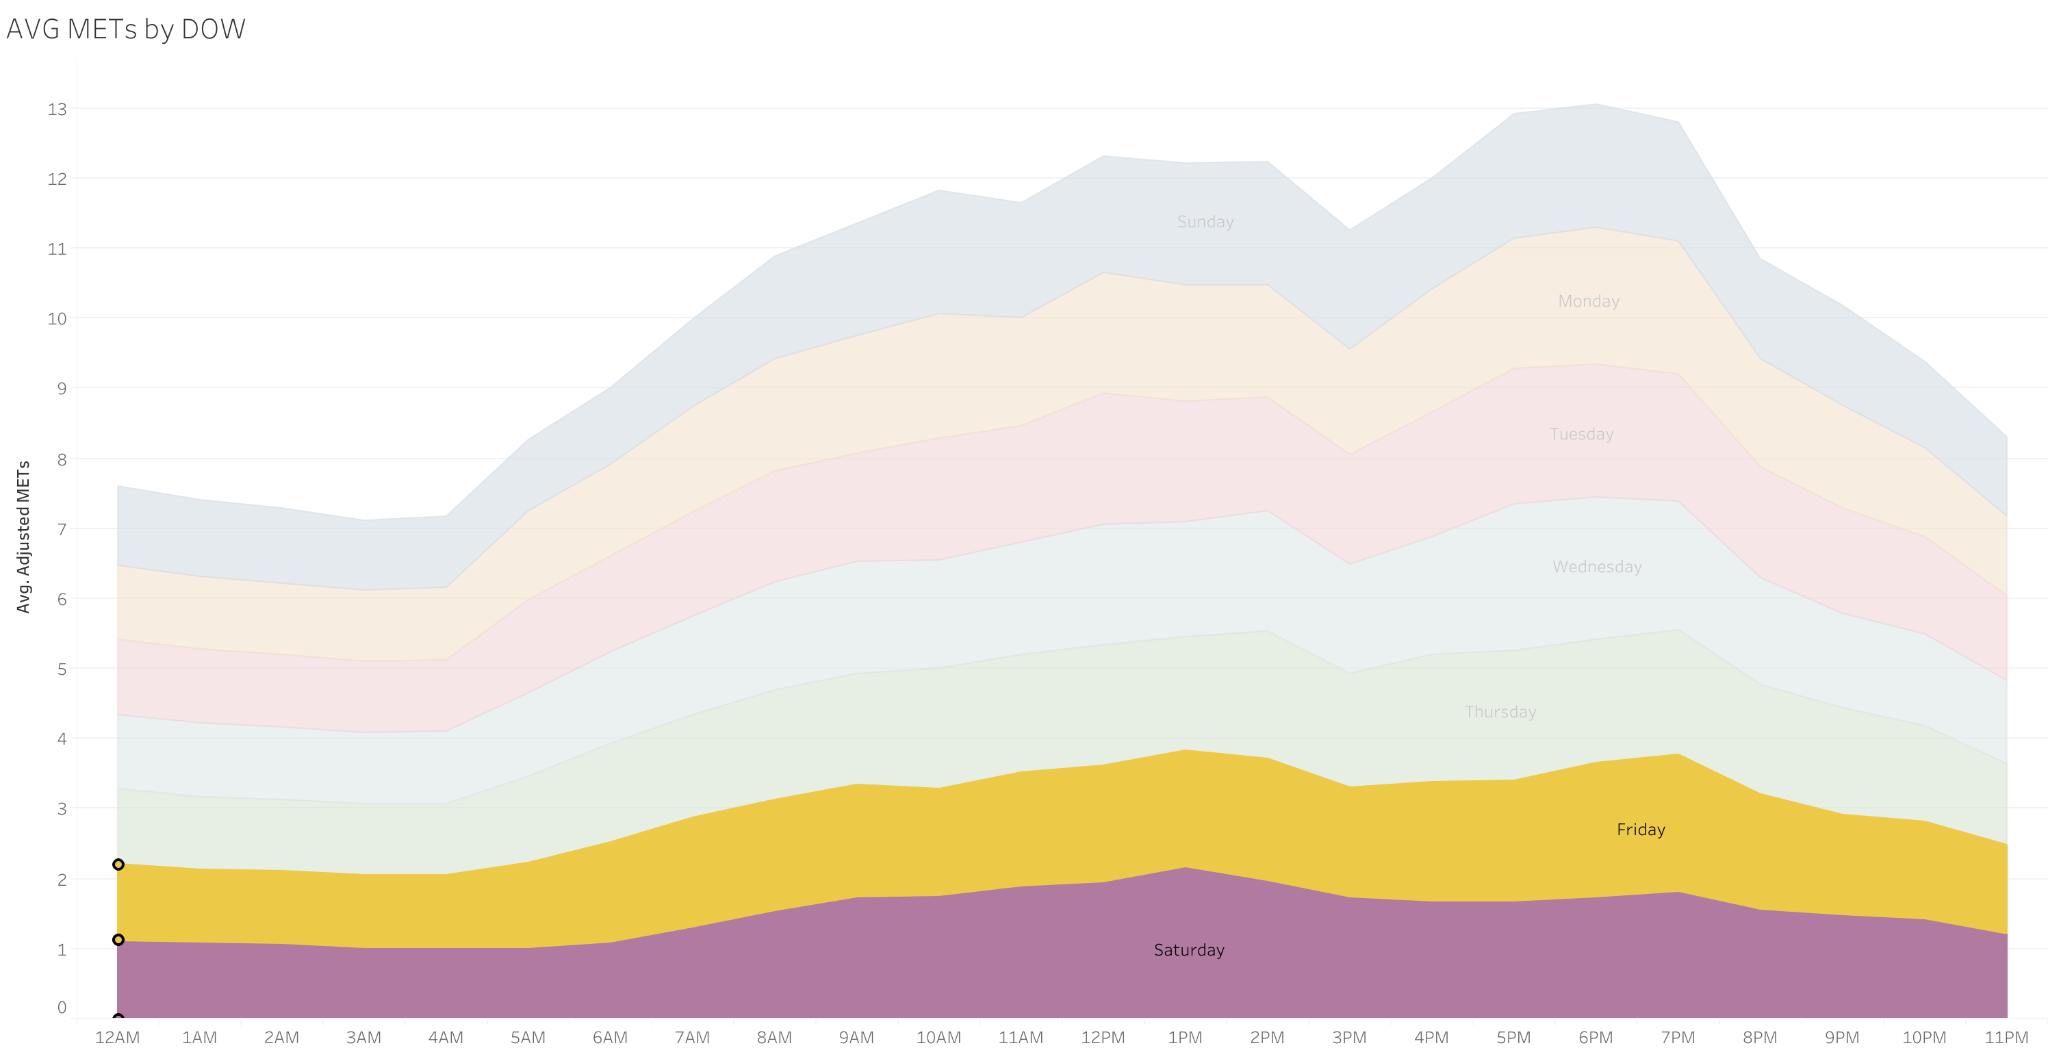 AVG METs by DOW
13
12
11
10
9
8
7
6
5
4
3
2
1
0
Avg. Adjusted METs
Sunday
Monday
Tuesday
Wednesday
Thursday
Friday
Saturday
12AM 1AM 2AM 3AM 4AM 5AM 6AM 7AM 8AM 9AM 10AM 11AM 12PM 1PM 2PM 3PM 4PM 5PM 6PM 7PM 8PM 9PM 10PM 11PM